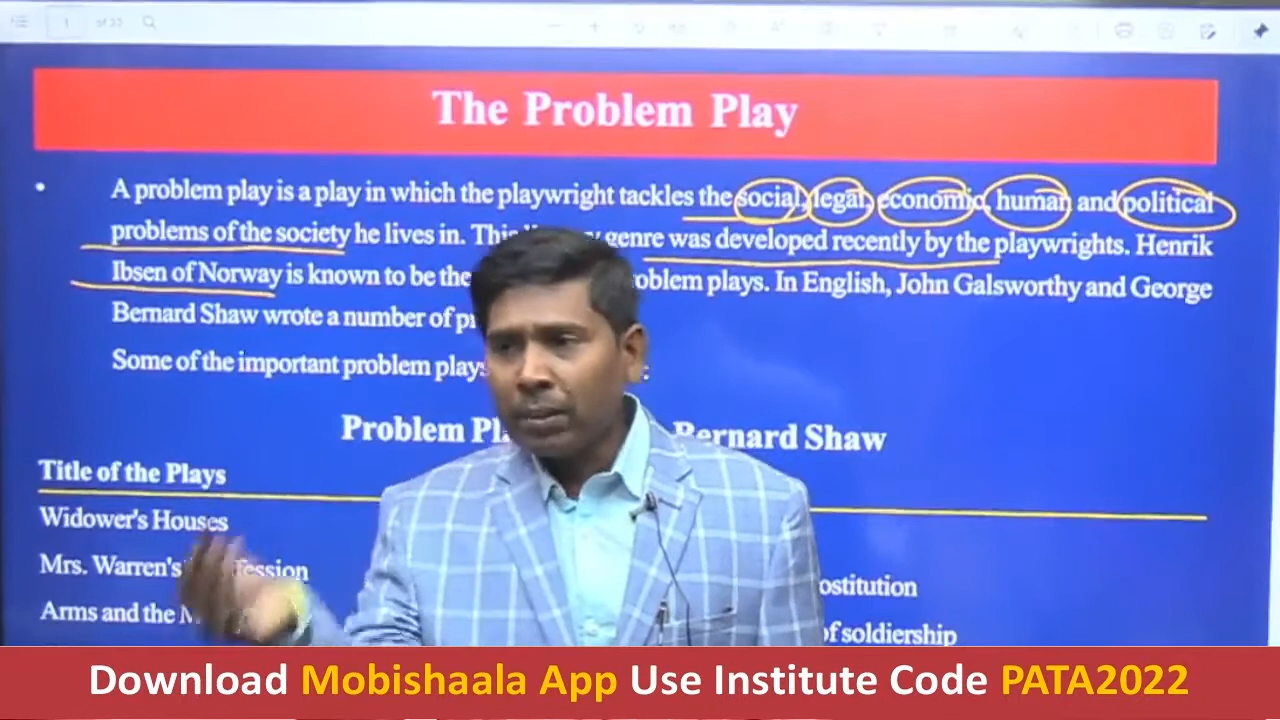 1 of 33
The Problem Play
• A problem play is a play in which the playwright tackles the social, legal, economic, human and political
problems of the society he lives in. This genre was developed recently by the playwrights. Henrik
Ibsen of Norway is known to be the problem plays. In English, John Galsworthy and George
Bernard Shaw wrote a number of
Some of the important problem plays :
Problem Bernard Shaw
Title of the Plays
Widower's Houses
Mrs. Warren's
Arms and the of soldiership
Download Mobishaala App Use Institute Code PATA2022